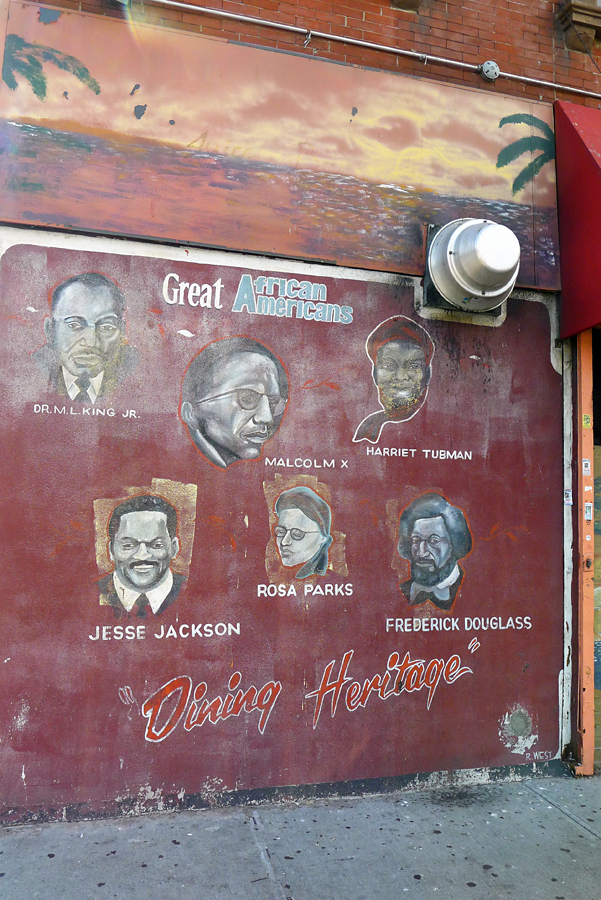 Great African Americans
DR. M.L. KING JR.
MALCOLM X
HARRIET TUBMAN
JESSE JACKSON
ROSA PARKS
FREDERICK DOUGLASS
"Dining Heritage"
R. WEST